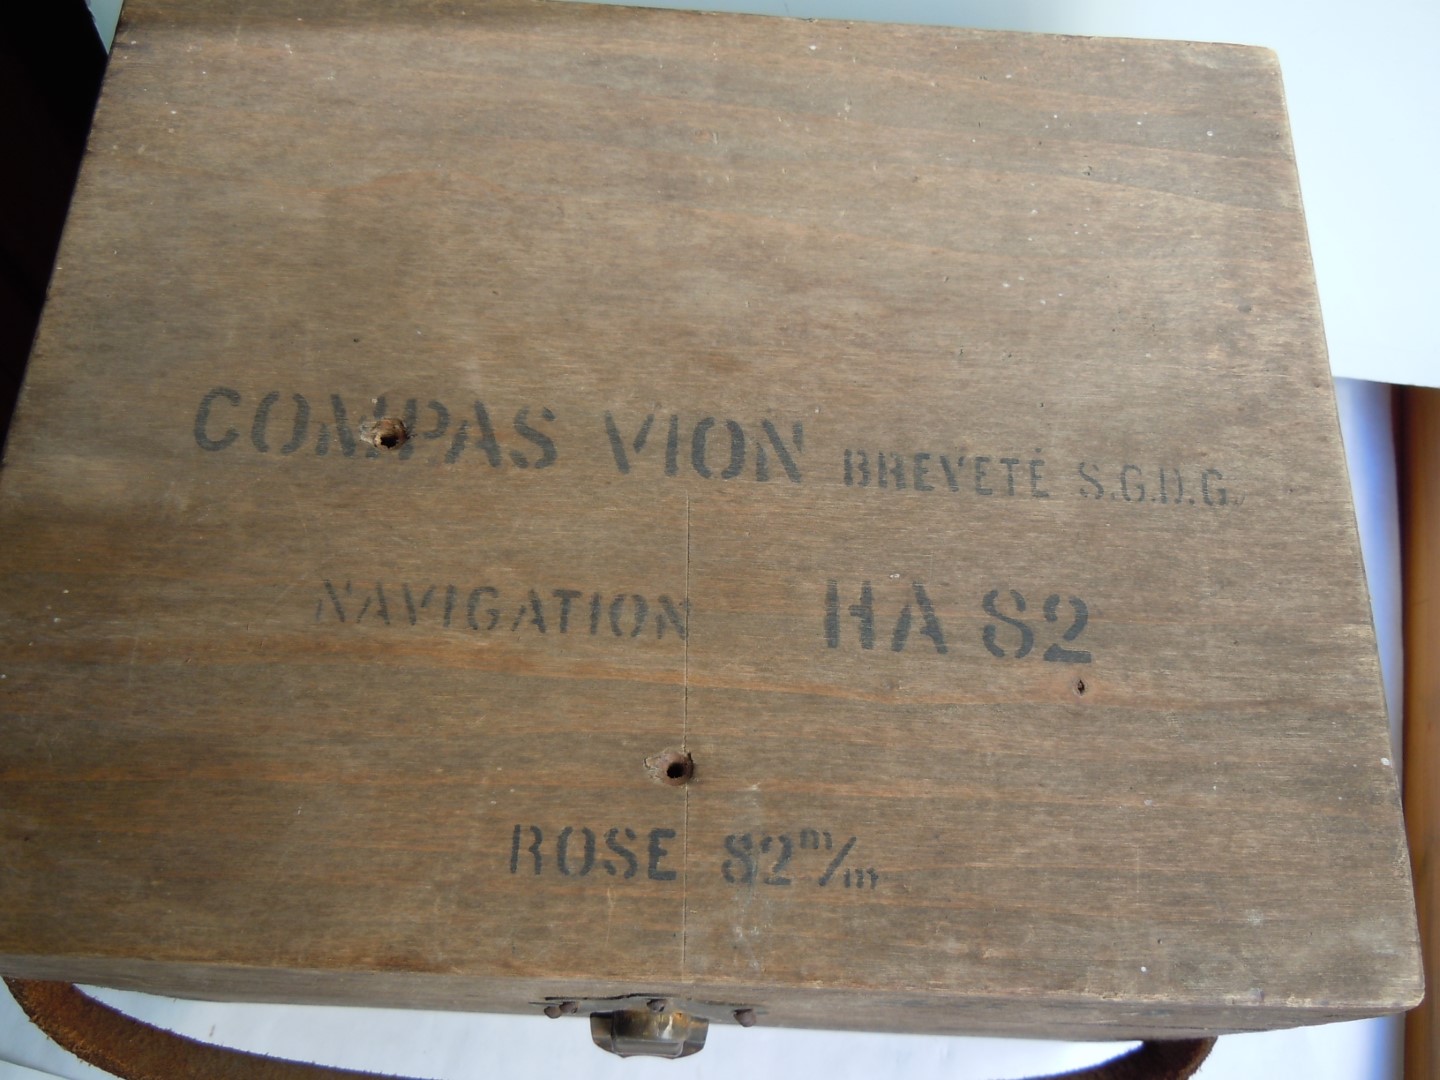 COMPAS VION BREVETÉ S.G.D.G.
NAVIGATION HA 82
ROSE 82 m/m